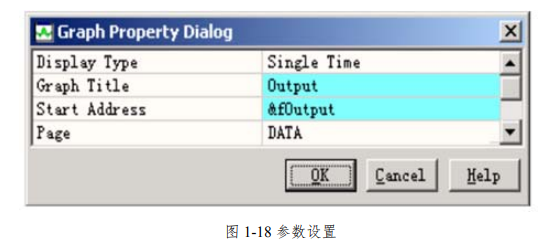 Graph Property Dialog
Display Type Single Time
Graph Title Output
Start Address &fOutput
Page DATA
OK Cancel Help
图 1-18 参数设置